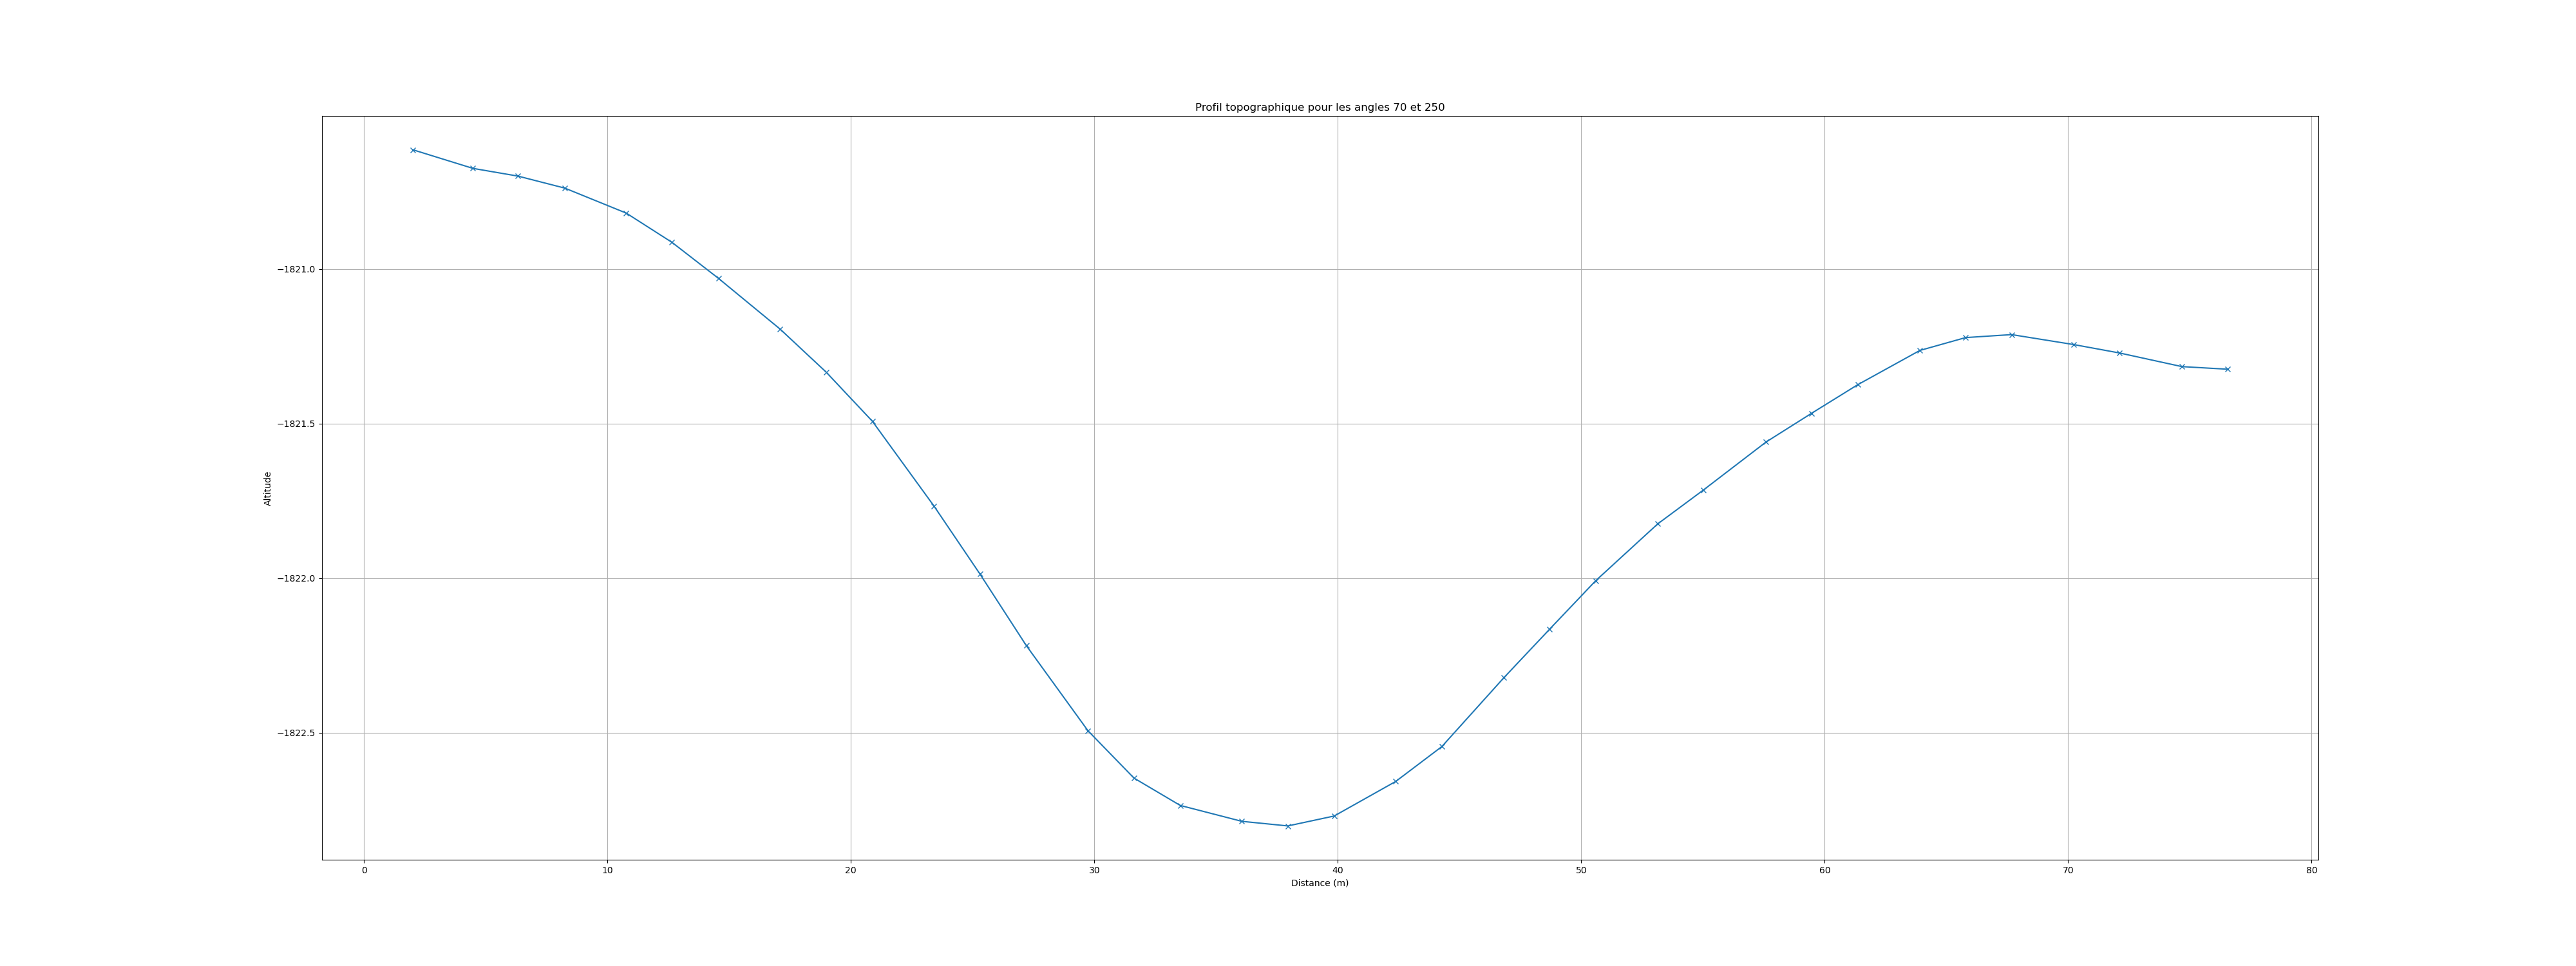 Profil topographique pour les angles 70 et 250
Altitude
−1821.0
−1821.5
−1822.0
−1822.5
0 10 20 30 40 50 60 70 80
Distance (m)